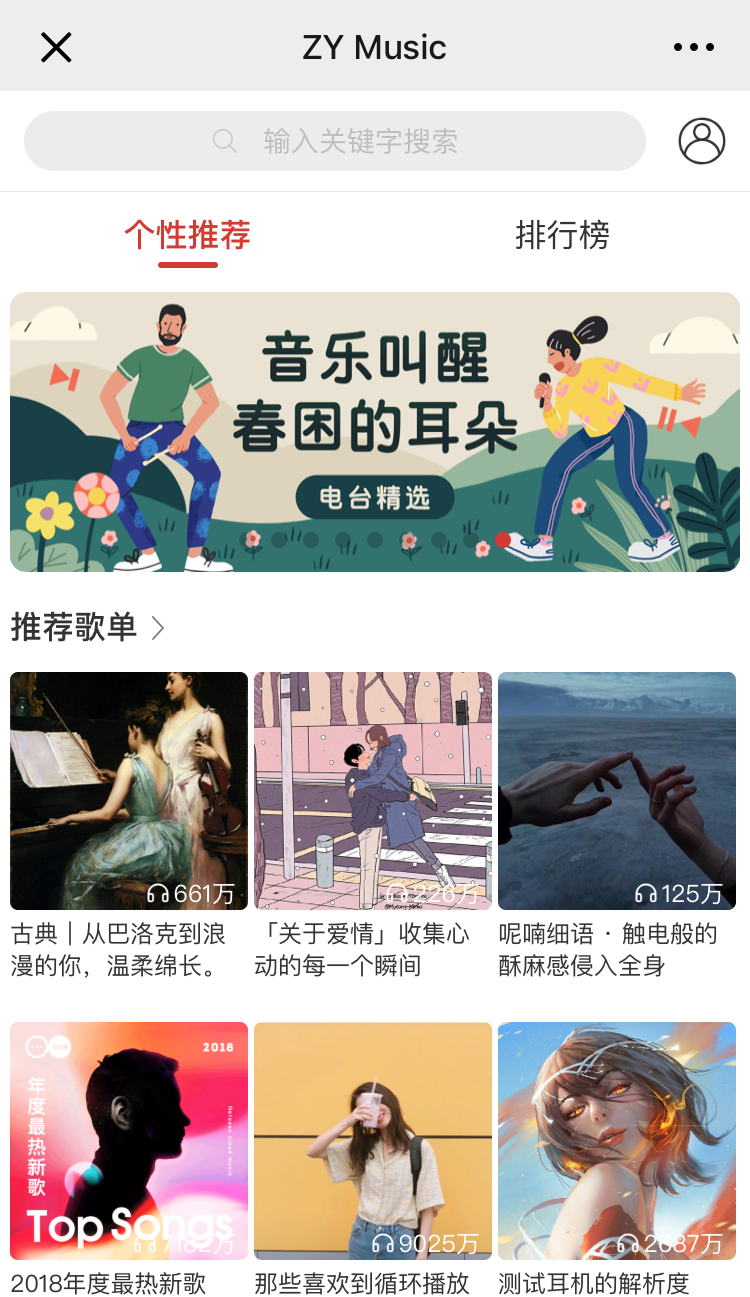 ZY Music
输入关键字搜索
个性推荐
排行榜
音乐叫醒
春困的耳朵
电台精选
推荐歌单
661万
226万
125万
古典｜从巴洛克到浪
漫的你，温柔绵长。
「关于爱情」收集心
动的每一个瞬间
呢喃细语 · 触电般的
酥麻感侵入全身
2018
年度最热新歌
Top Songs
7182万
9025万
2687万
2018年度最热新歌
那些喜欢到循环播放
测试耳机的解析度